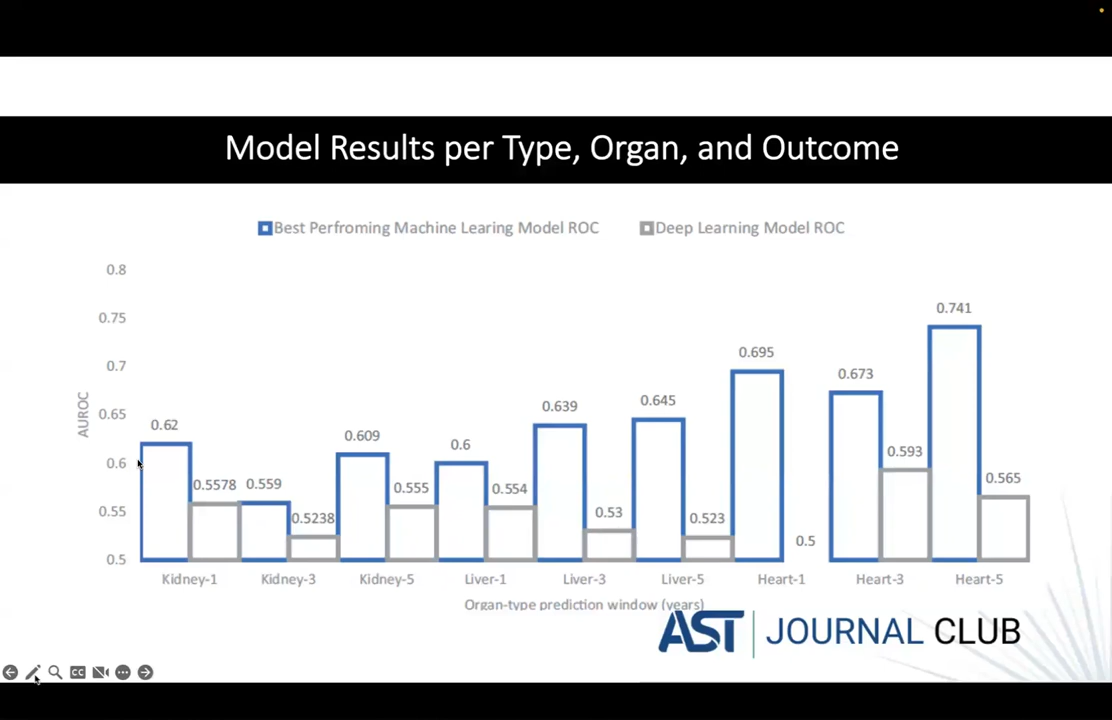 Model Results per Type, Organ, and Outcome
Best Perfroming Machine Learing Model ROC
Deep Learning Model ROC
0.8
0.75
0.7
0.65
0.6
0.55
0.5
AUROC
0.62
0.5578
0.559
0.5238
0.609
0.555
0.6
0.554
0.639
0.53
0.645
0.523
0.695
0.5
0.673
0.593
0.741
0.565
Kidney-1
Kidney-3
Kidney-5
Liver-1
Liver-3
Liver-5
Heart-1
Heart-3
Heart-5
Organ-type prediction window (years)
AST JOURNAL CLUB
CC